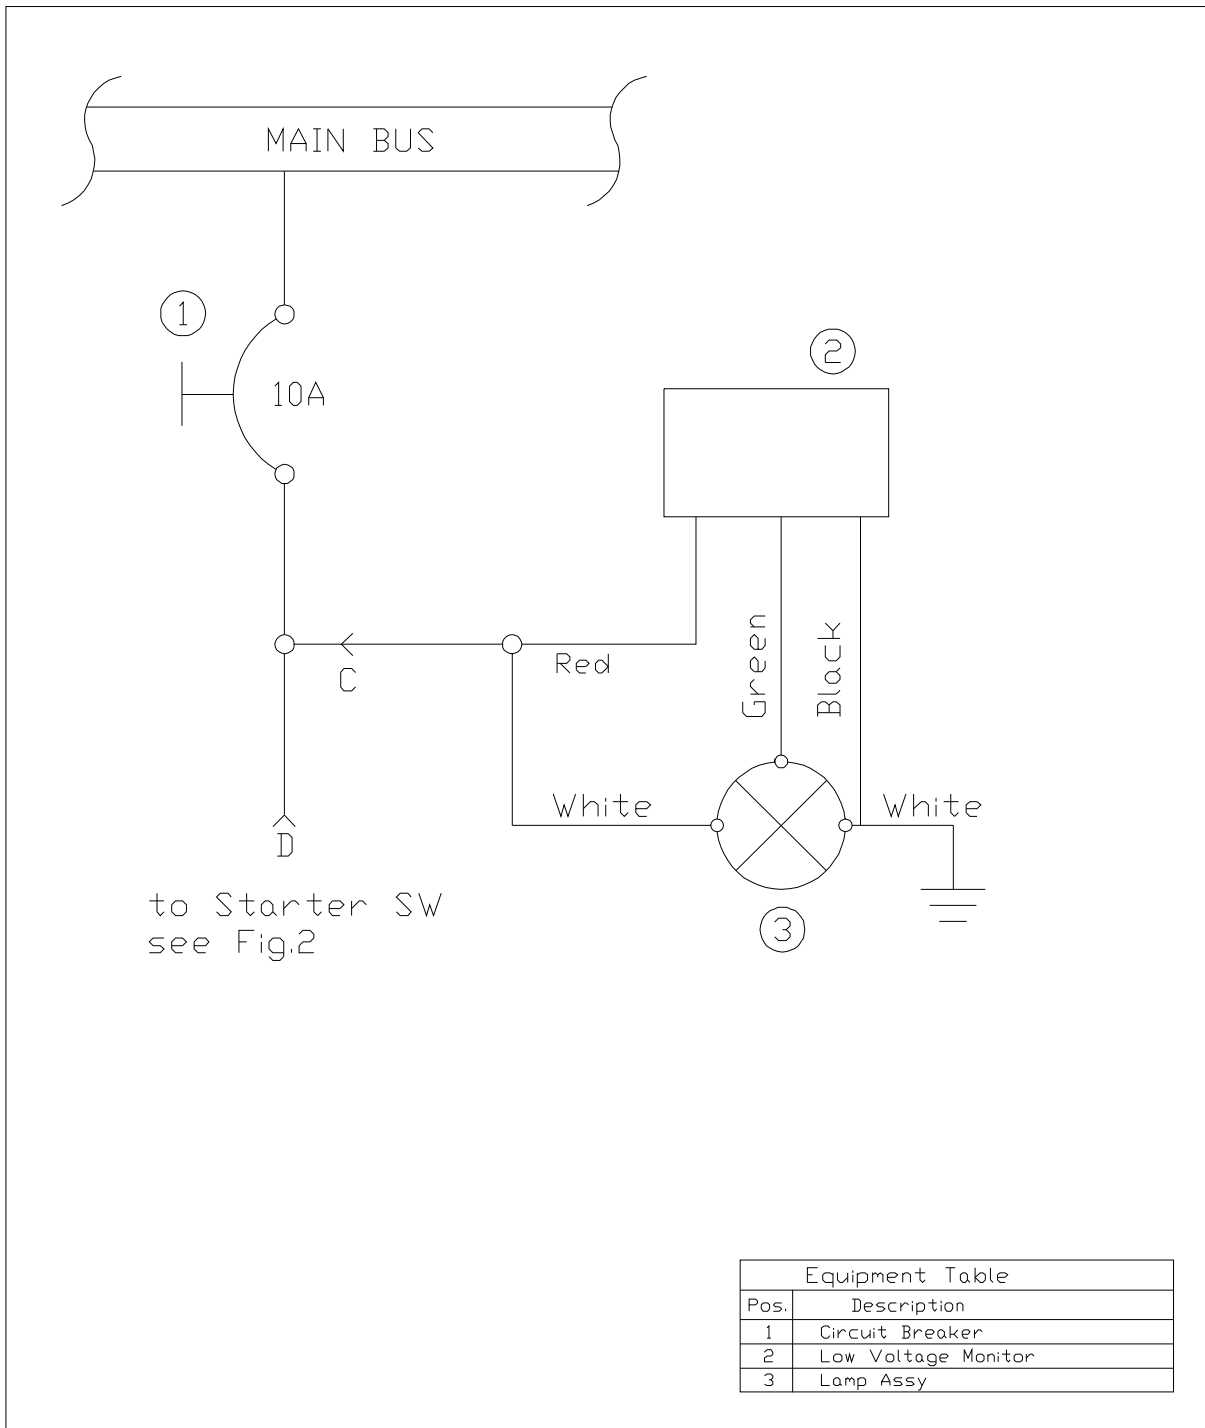 MAIN BUS
1
10A
2
Red
Green
Black
C
White
White
D
to Starter SW
see Fig.2
3
Equipment Table
Pos. Description
1 Circuit Breaker
2 Low Voltage Monitor
3 Lamp Assy